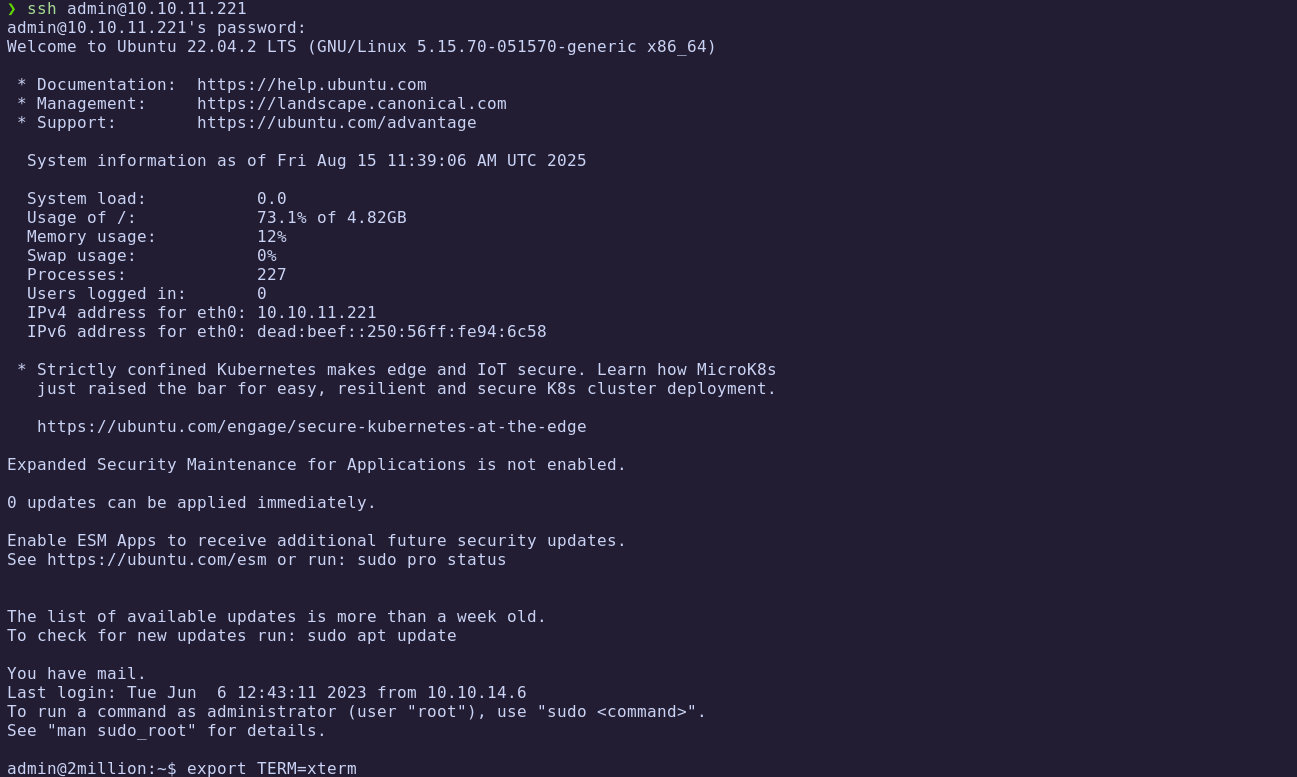 ❯ ssh admin@10.10.11.221
admin@10.10.11.221's password:
Welcome to Ubuntu 22.04.2 LTS (GNU/Linux 5.15.70-051570-generic x86_64)
* Documentation:  https://help.ubuntu.com
* Management:     https://landscape.canonical.com
* Support:        https://ubuntu.com/advantage
System information as of Fri Aug 15 11:39:06 AM UTC 2025
System load:           0.0
Usage of /:            73.1% of 4.82GB
Memory usage:          12%
Swap usage:            0%
Processes:             227
Users logged in:       0
IPv4 address for eth0: 10.10.11.221
IPv6 address for eth0: dead:beef::250:56ff:fe94:6c58
* Strictly confined Kubernetes makes edge and IoT secure. Learn how MicroK8s
just raised the bar for easy, resilient and secure K8s cluster deployment.
https://ubuntu.com/engage/secure-kubernetes-at-the-edge
Expanded Security Maintenance for Applications is not enabled.
0 updates can be applied immediately.
Enable ESM Apps to receive additional future security updates.
See https://ubuntu.com/esm or run: sudo pro status
The list of available updates is more than a week old.
To check for new updates run: sudo apt update
You have mail.
Last login: Tue Jun  6 12:43:11 2023 from 10.10.14.6
To run a command as administrator (user "root"), use "sudo <command>".
See "man sudo_root" for details.
admin@2million:~$ export TERM=xterm